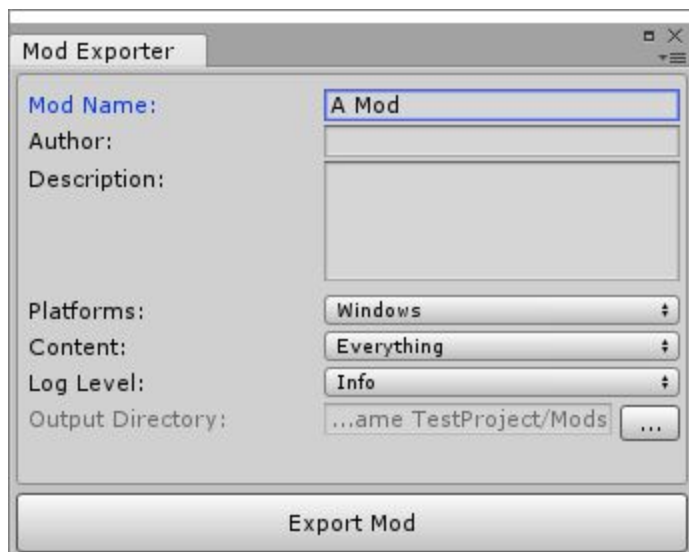 Mod Exporter
Mod Name: A Mod
Author:
Description:
Platforms: Windows
Content: Everything
Log Level: Info
Output Directory: ...ame TestProject/Mods ...
Export Mod